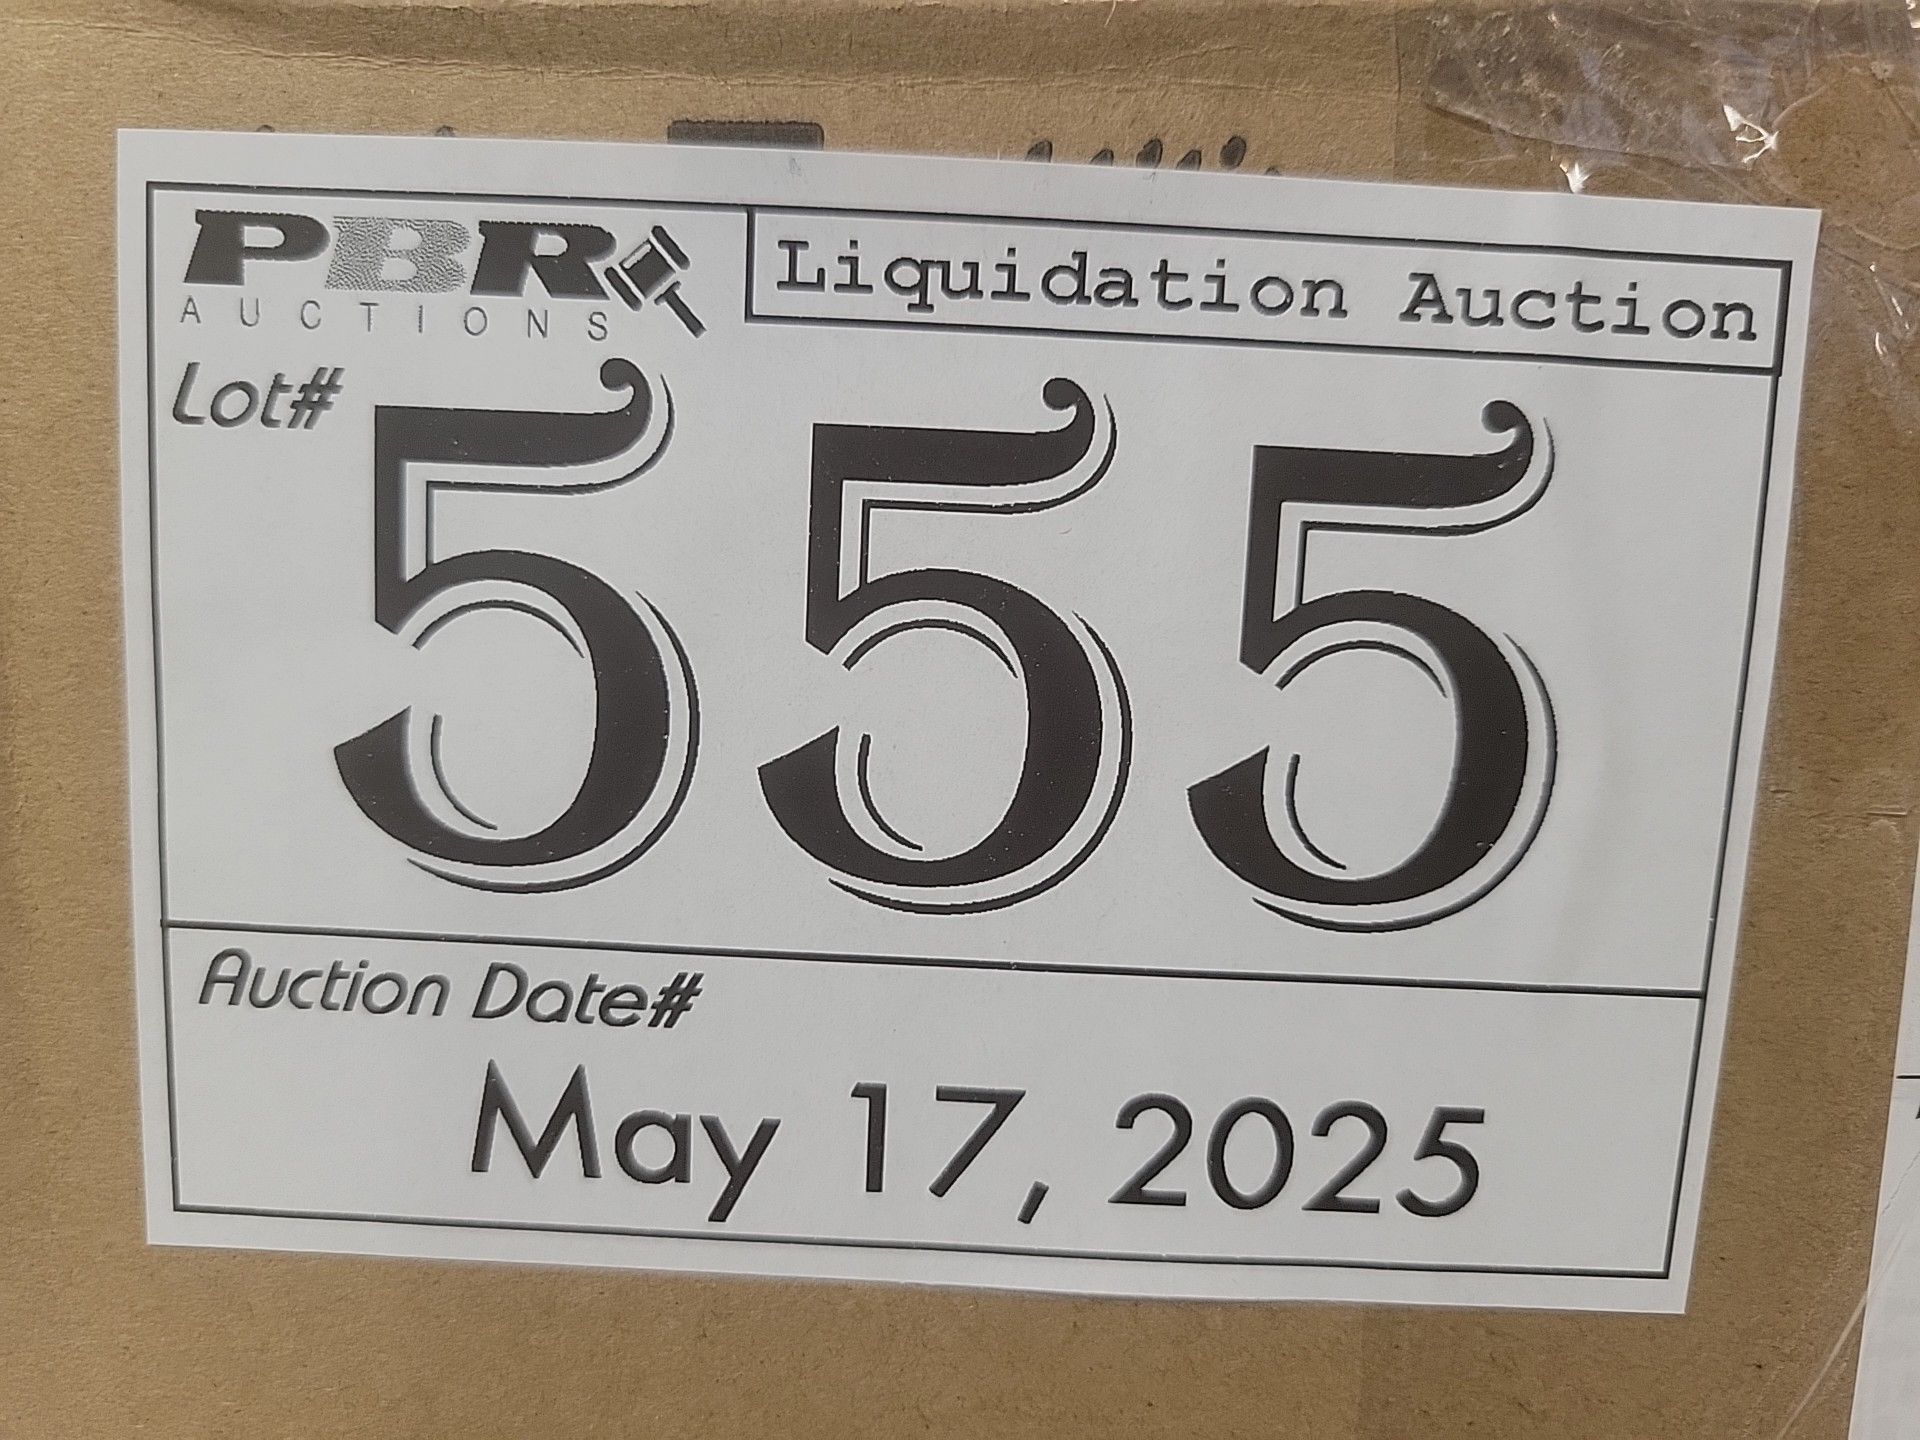 PBR
AUCTIONS
Liquidation Auction
Lot#
555
Auction Date#
May 17, 2025